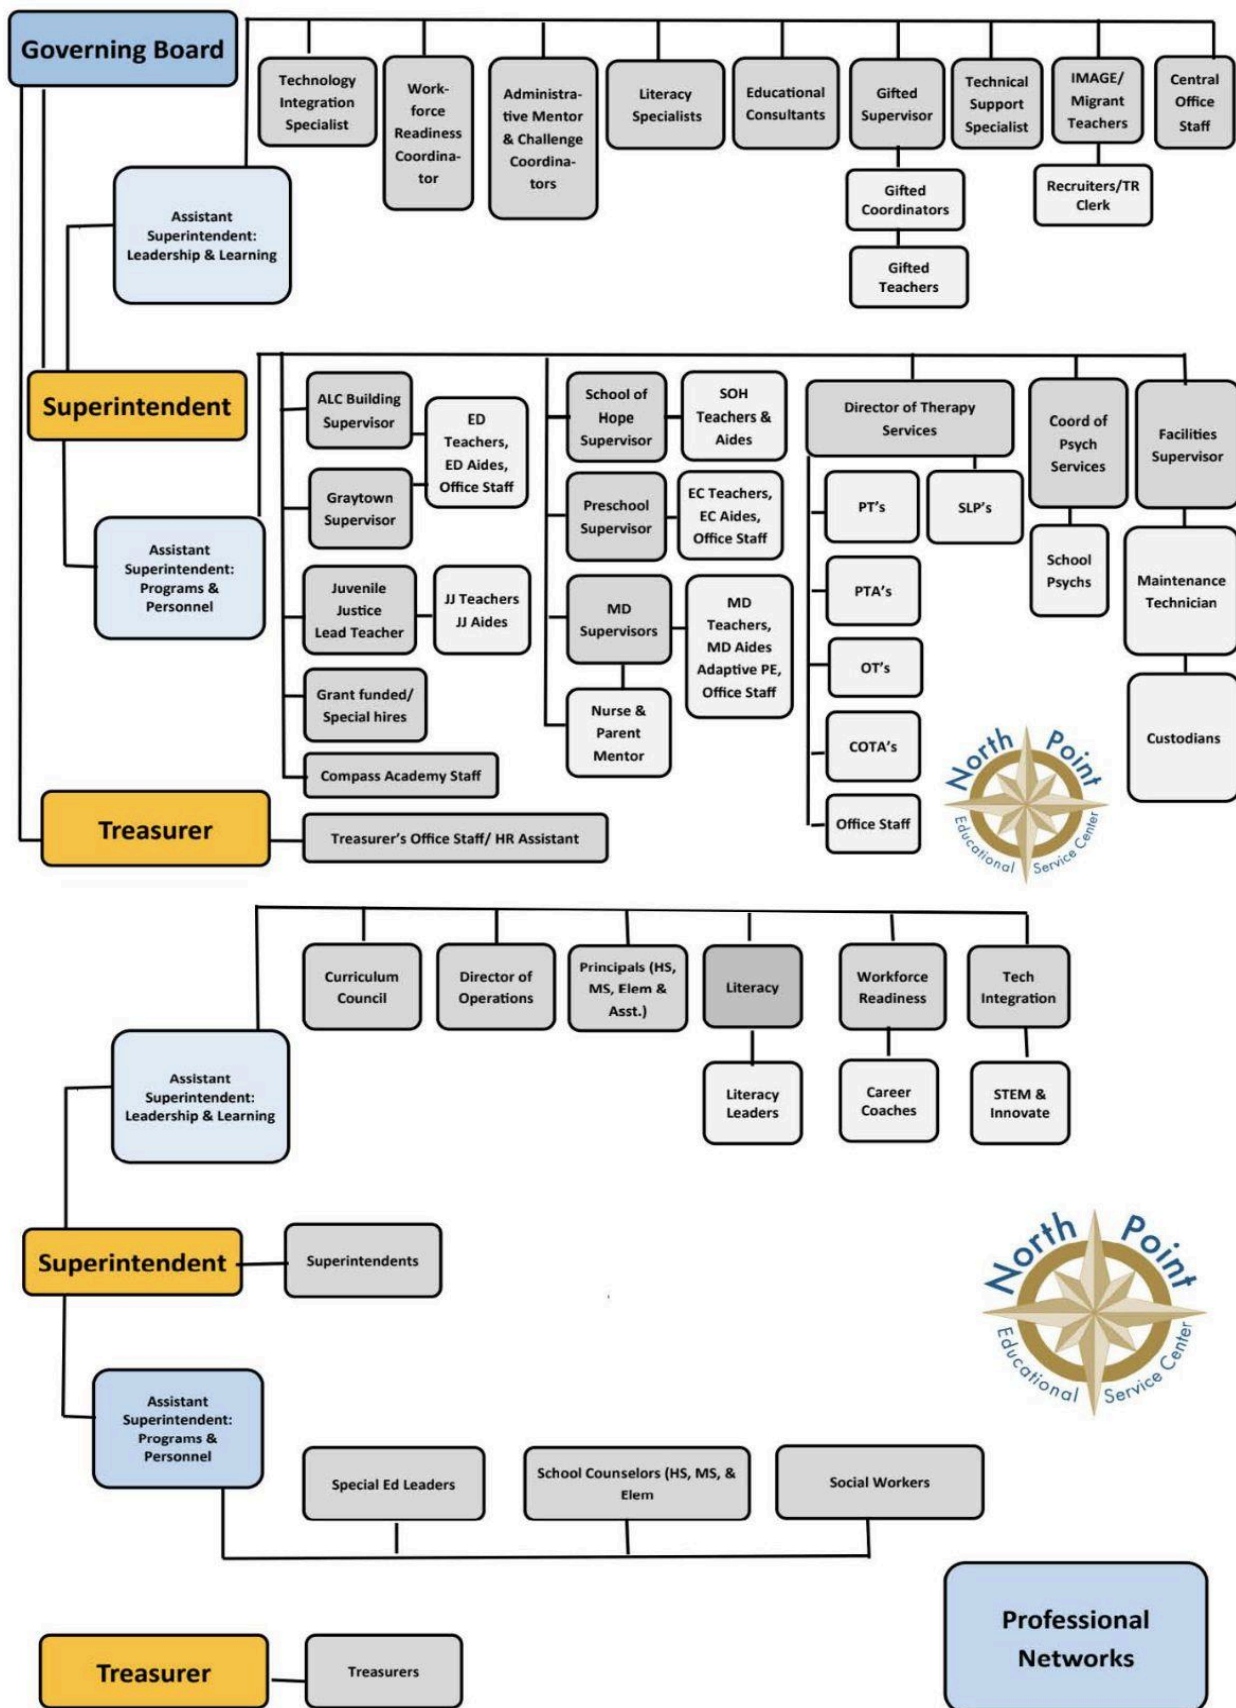 Governing Board
Technology
Integration
Specialist
Work-
force
Readiness
Coordina-
tor
Administra-
tive Mentor
& Challenge
Coordina-
tors
Literacy
Specialists
Educational
Consultants
Gifted
Supervisor
Technical
Support
Specialist
IMAGE/
Migrant
Teachers
Central
Office
Staff
Gifted
Coordinators
Recruiters/TR
Clerk
Gifted
Teachers
Assistant
Superintendent:
Leadership & Learning
Superintendent
Assistant
Superintendent:
Programs &
Personnel
ALC Building
Supervisor
ED
Teachers,
ED Aides,
Office Staff
Graytown
Supervisor
Juvenile
Justice
Lead Teacher
JJ Teachers
JJ Aides
Grant funded/
Special hires
Compass Academy Staff
School of
Hope
Supervisor
SOH
Teachers &
Aides
Preschool
Supervisor
EC Teachers,
EC Aides,
Office Staff
MD
Supervisors
MD
Teachers,
MD Aides
Adaptive PE,
Office Staff
Nurse &
Parent
Mentor
Director of Therapy
Services
PT's
SLP's
PTA's
OT's
COTA's
Office Staff
Coord of
Psych
Services
School
Psychs
Facilities
Supervisor
Maintenance
Technician
Custodians
Treasurer
Treasurer's Office Staff/ HR Assistant
North Point
Educational Service Center
Curriculum
Council
Director of
Operations
Principals (HS,
MS, Elem &
Asst.)
Literacy
Workforce
Readiness
Tech
Integration
Literacy
Leaders
Career
Coaches
STEM &
Innovate
Assistant
Superintendent:
Leadership & Learning
Superintendent
Superintendents
North Point
Educational Service Center
Assistant
Superintendent:
Programs &
Personnel
Special Ed Leaders
School Counselors (HS, MS, &
Elem
Social Workers
Professional
Networks
Treasurer
Treasurers